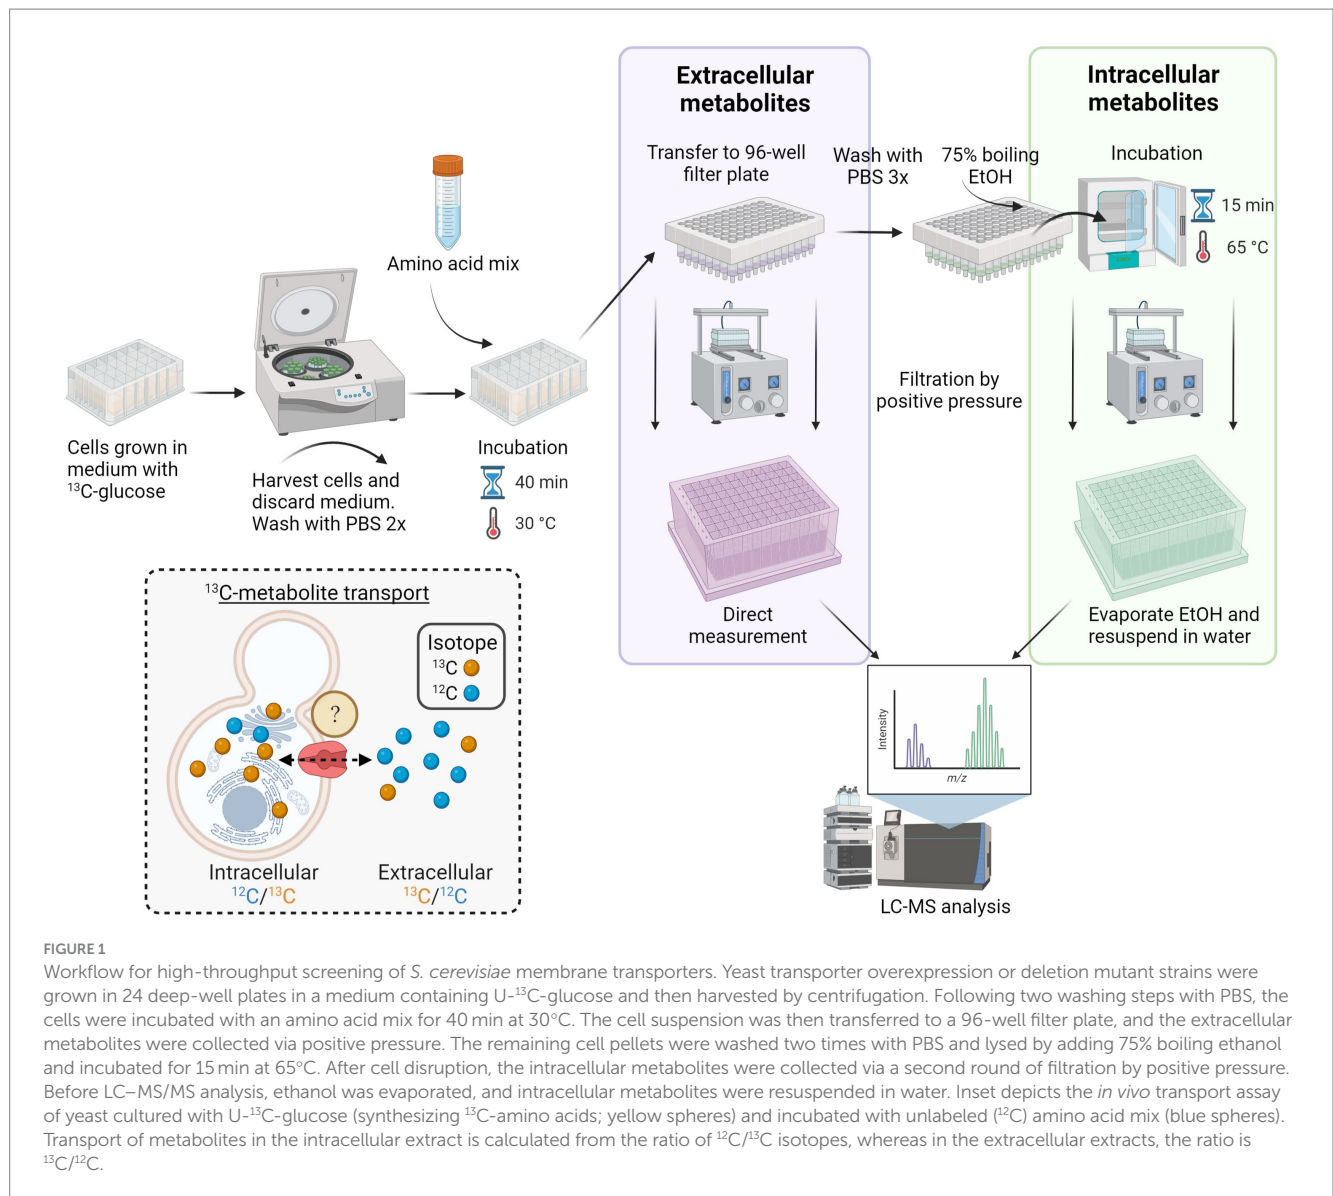 Extracellular
metabolites
Intracellular
metabolites
Transfer to 96-well
filter plate
Wash with
PBS 3x
75% boiling
EtOH
Incubation
15 min
65 °C
Amino acid mix
Filtration by
positive pressure
Cells grown in
medium with
¹³C-glucose
Harvest cells and
discard medium.
Wash with PBS 2x
Incubation
40 min
30 °C
Direct
measurement
Evaporate EtOH and
resuspend in water
¹³C-metabolite transport
Isotope
¹³C
¹²C
?
Intracellular
¹²C/¹³C
Extracellular
¹³C/¹²C
Intensity
m/z
LC-MS analysis
FIGURE 1
Workflow for high-throughput screening of S. cerevisiae membrane transporters. Yeast transporter overexpression or deletion mutant strains were
grown in 24 deep-well plates in a medium containing U-¹³C-glucose and then harvested by centrifugation. Following two washing steps with PBS, the
cells were incubated with an amino acid mix for 40 min at 30°C. The cell suspension was then transferred to a 96-well filter plate, and the extracellular
metabolites were collected via positive pressure. The remaining cell pellets were washed two times with PBS and lysed by adding 75% boiling ethanol
and incubated for 15 min at 65°C. After cell disruption, the intracellular metabolites were collected via a second round of filtration by positive pressure.
Before LC–MS/MS analysis, ethanol was evaporated, and intracellular metabolites were resuspended in water. Inset depicts the in vivo transport assay
of yeast cultured with U-¹³C-glucose (synthesizing ¹³C-amino acids; yellow spheres) and incubated with unlabeled (¹²C) amino acid mix (blue spheres).
Transport of metabolites in the intracellular extract is calculated from the ratio of ¹²C/¹³C isotopes, whereas in the extracellular extracts, the ratio is
¹³C/¹²C.